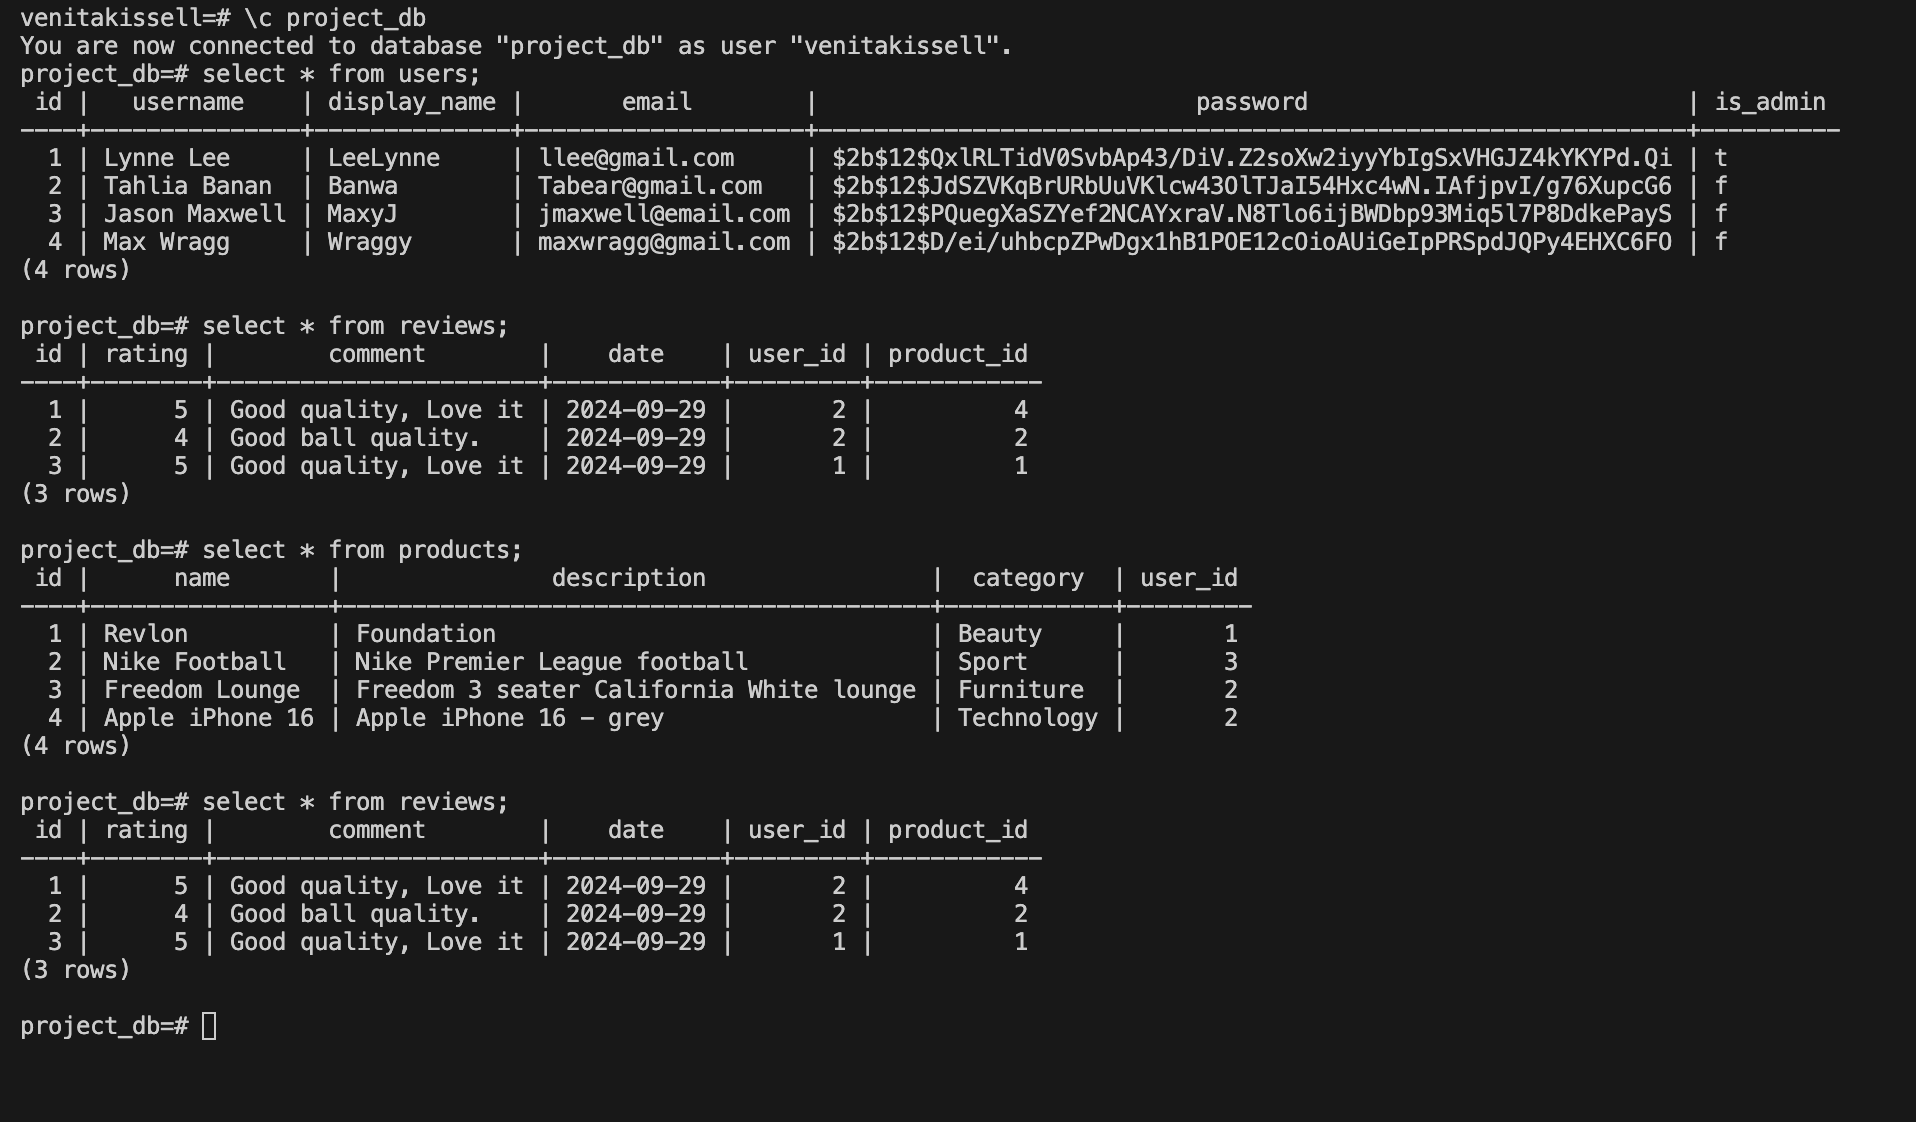 venitakissell=# \c project_db
You are now connected to database "project_db" as user "venitakissell".
project_db=# select * from users;
 id |   username    | display_name |       email        |                           password                           | is_admin
----+---------------+--------------+--------------------+--------------------------------------------------------------+----------
  1 | Lynne Lee     | LeeLynne     | llee@gmail.com     | $2b$12$QxlRLTidV0SvbAp43/DiV.Z2soXw2iyyYbIgSxVHGJZ4kYKYPd.Qi | t
  2 | Tahlia Banan  | Banwa        | Tabear@gmail.com   | $2b$12$JdSZVKqBrURbUuVKlcw43OlTJaI54Hxc4wN.IAfjpvI/g76XupcG6 | f
  3 | Jason Maxwell | MaxyJ        | jmaxwell@email.com | $2b$12$PQuegXaSZYef2NCAYxraV.N8Tlo6ijBWDbp93Miq5l7P8DdkePayS | f
  4 | Max Wragg     | Wraggy       | maxwragg@gmail.com | $2b$12$D/ei/uhbcpZPwDgx1hB1POE12cOioAUiGeIpPRSpdJQPy4EHXC6FO | f
(4 rows)

project_db=# select * from reviews;
 id | rating |        comment        |    date    | user_id | product_id
----+--------+-----------------------+------------+---------+------------
  1 |      5 | Good quality, Love it | 2024-09-29 |       2 |          4
  2 |      4 | Good ball quality.    | 2024-09-29 |       2 |          2
  3 |      5 | Good quality, Love it | 2024-09-29 |       1 |          1
(3 rows)

project_db=# select * from products;
 id |      name       |               description                |  category  | user_id
----+-----------------+------------------------------------------+------------+---------
  1 | Revlon          | Foundation                               | Beauty     |       1
  2 | Nike Football   | Nike Premier League football             | Sport      |       3
  3 | Freedom Lounge  | Freedom 3 seater California White lounge | Furniture  |       2
  4 | Apple iPhone 16 | Apple iPhone 16 - grey                   | Technology |       2
(4 rows)

project_db=# select * from reviews;
 id | rating |        comment        |    date    | user_id | product_id
----+--------+-----------------------+------------+---------+------------
  1 |      5 | Good quality, Love it | 2024-09-29 |       2 |          4
  2 |      4 | Good ball quality.    | 2024-09-29 |       2 |          2
  3 |      5 | Good quality, Love it | 2024-09-29 |       1 |          1
(3 rows)

project_db=#